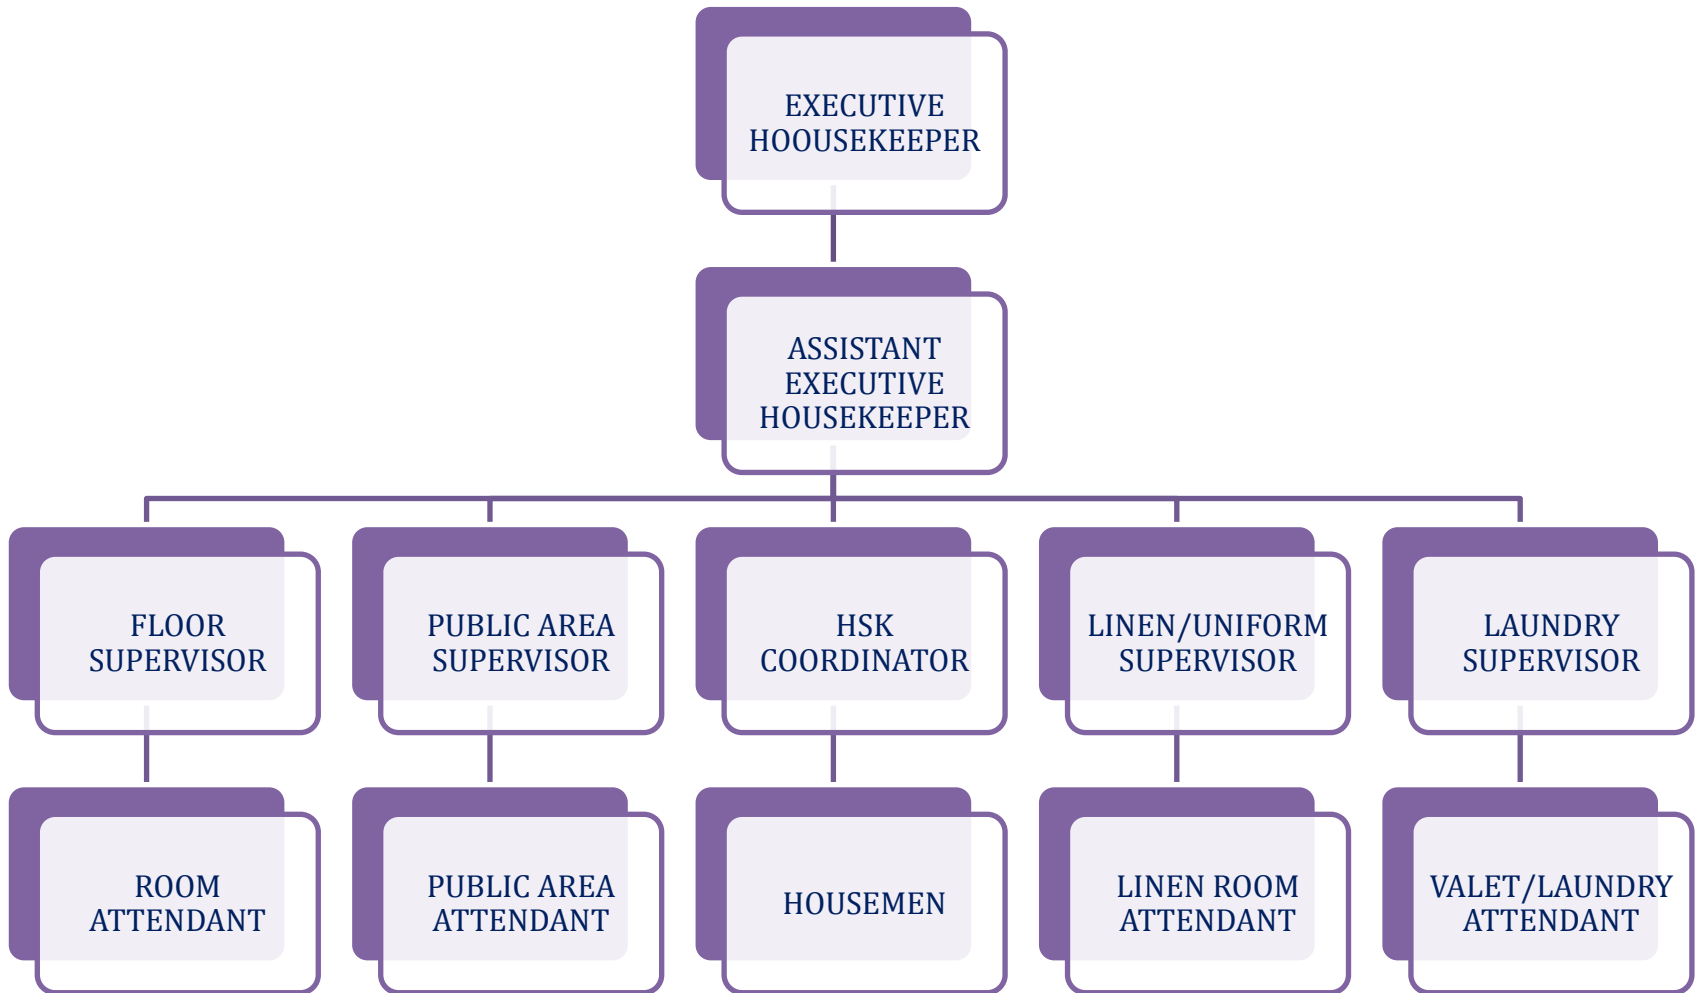 EXECUTIVE
HOOUSEKEEPER
ASSISTANT
EXECUTIVE
HOUSEKEEPER
FLOOR
SUPERVISOR
PUBLIC AREA
SUPERVISOR
HSK
COORDINATOR
LINEN/UNIFORM
SUPERVISOR
LAUNDRY
SUPERVISOR
ROOM
ATTENDANT
PUBLIC AREA
ATTENDANT
HOUSEMEN
LINEN ROOM
ATTENDANT
VALET/LAUNDRY
ATTENDANT